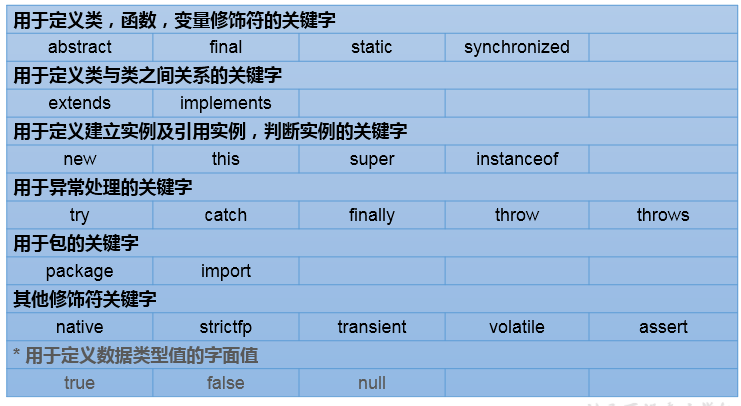 用于定义类，函数，变量修饰符的关键字
abstract final static synchronized
用于定义类与类之间关系的关键字
extends implements
用于定义建立实例及引用实例，判断实例的关键字
new this super instanceof
用于异常处理的关键字
try catch finally throw throws
用于包的关键字
package import
其他修饰符关键字
native strictfp transient volatile assert
* 用于定义数据类型值的字面值
true false null